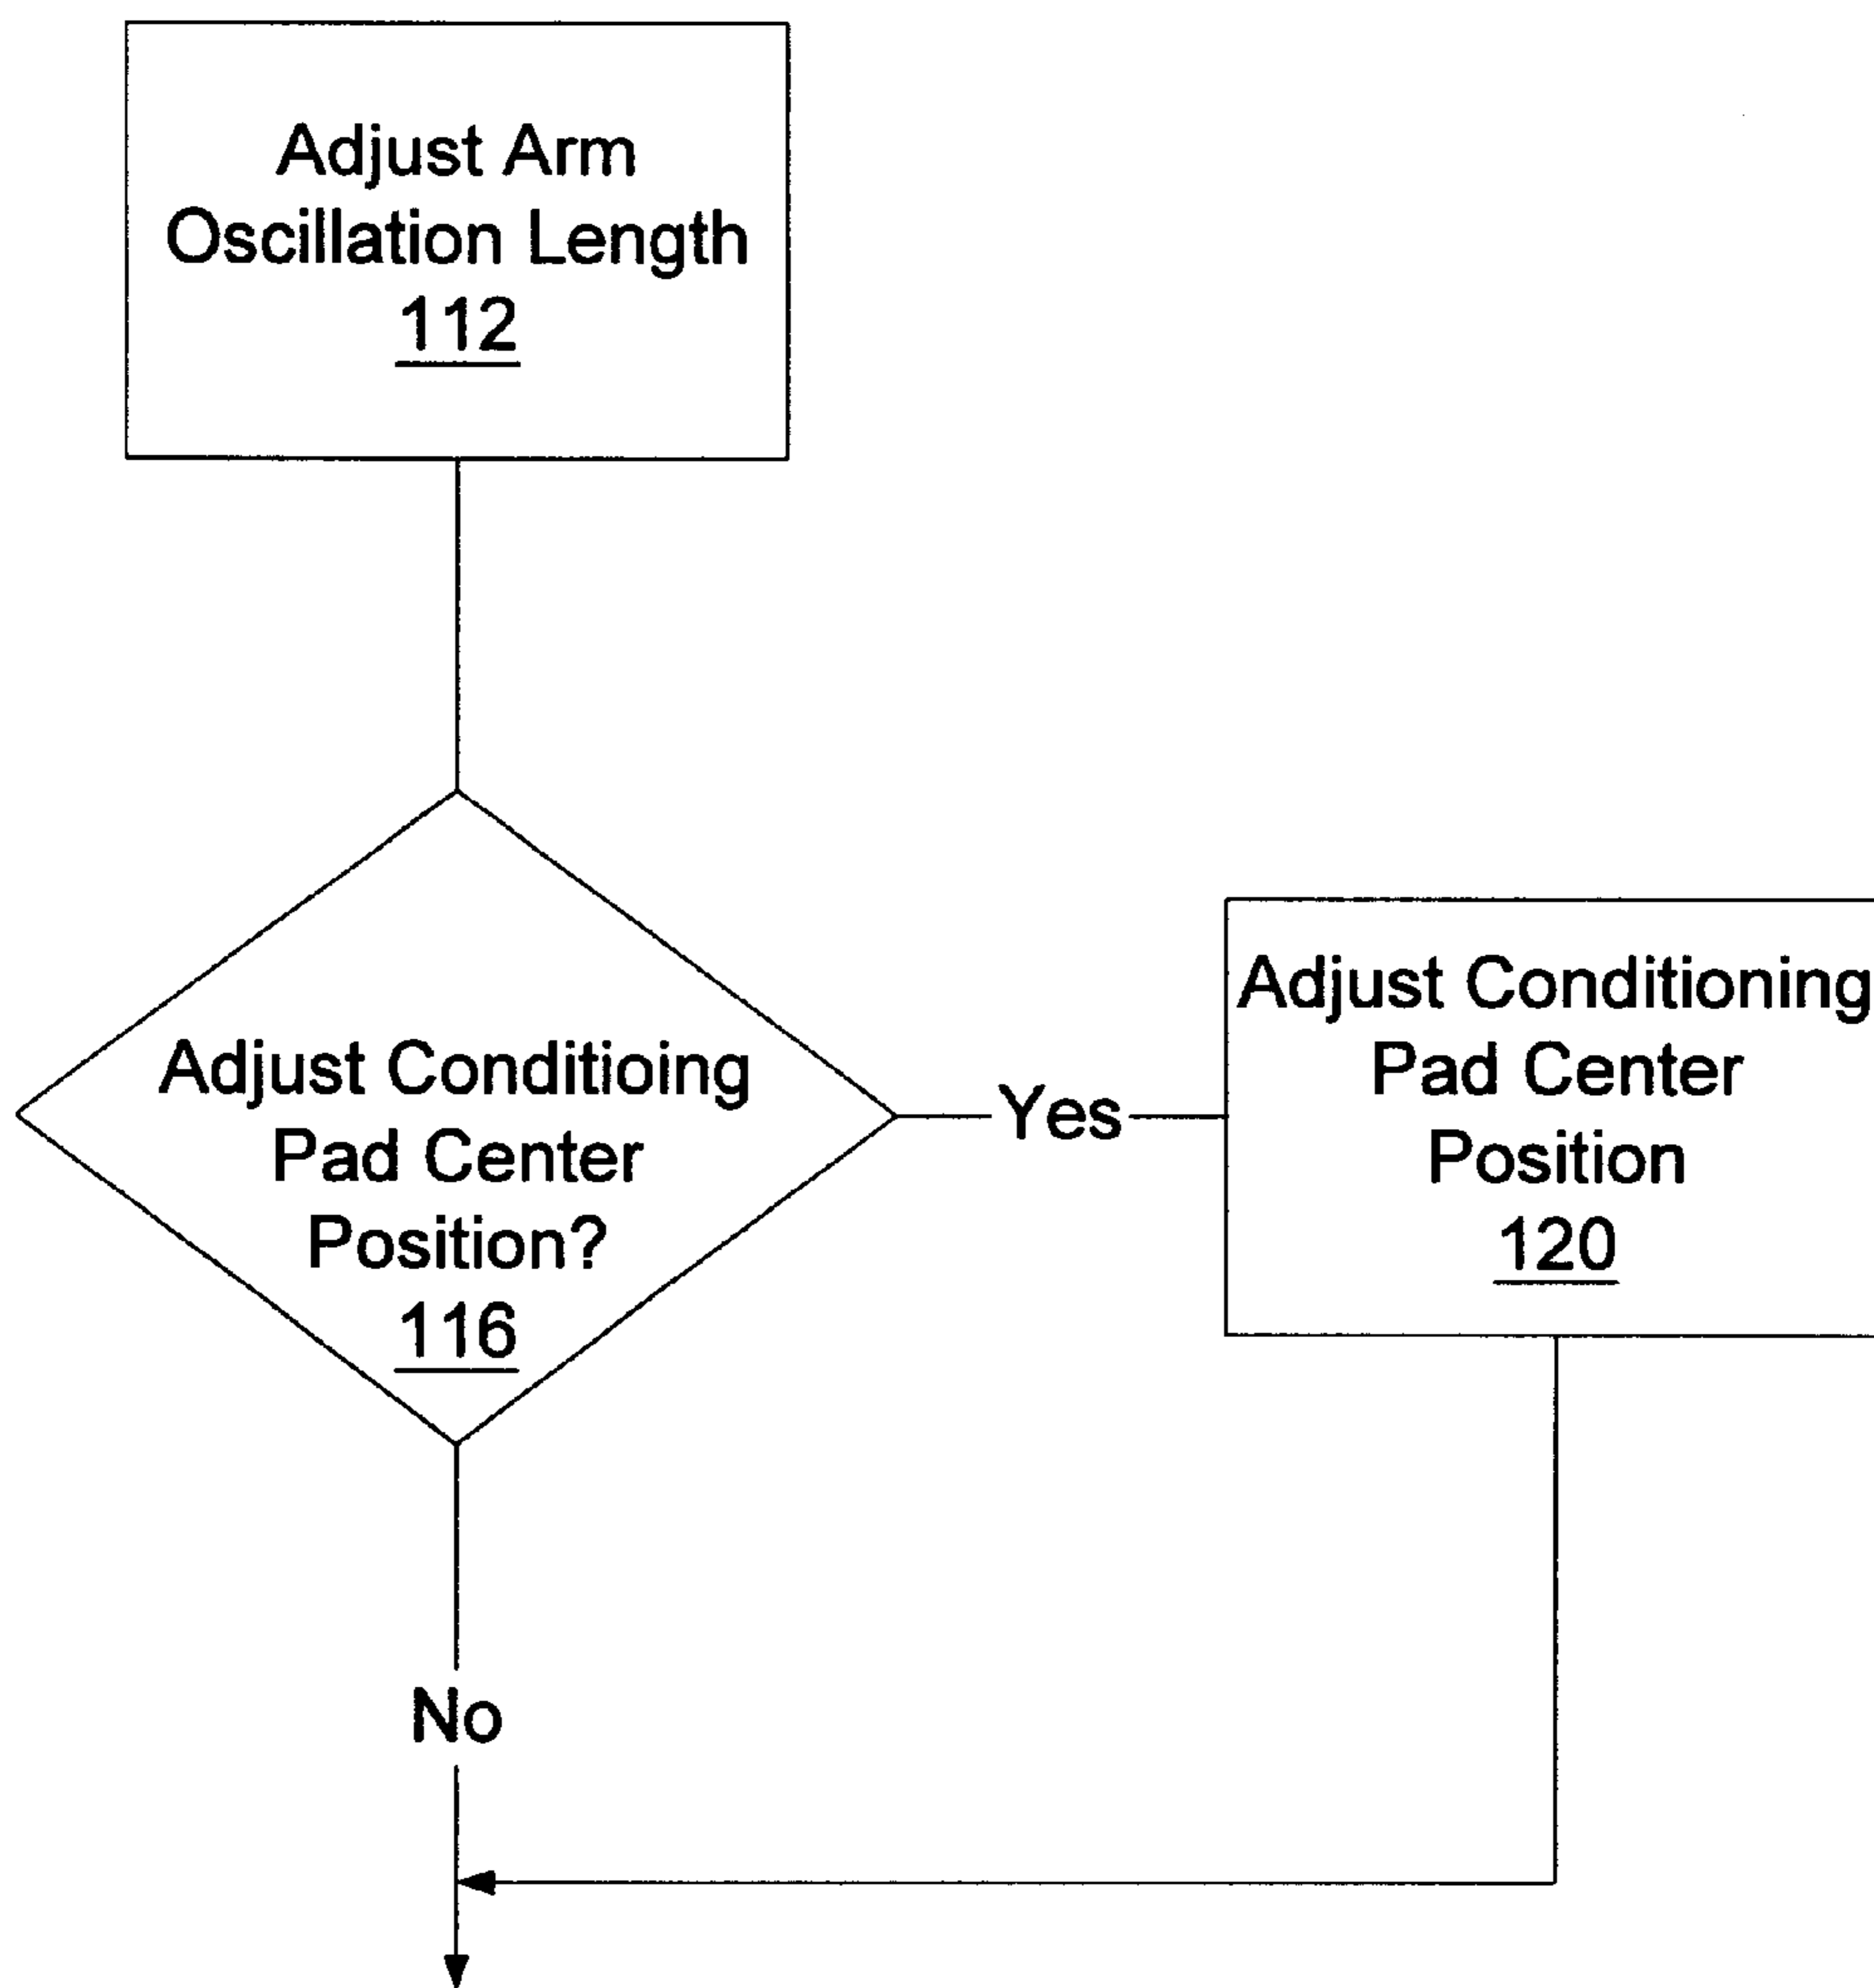 Adjust Arm
Oscillation Length
112
Adjust Conditioing
Pad Center
Position?
116
Yes
Adjust Conditioning
Pad Center
Position
120
No